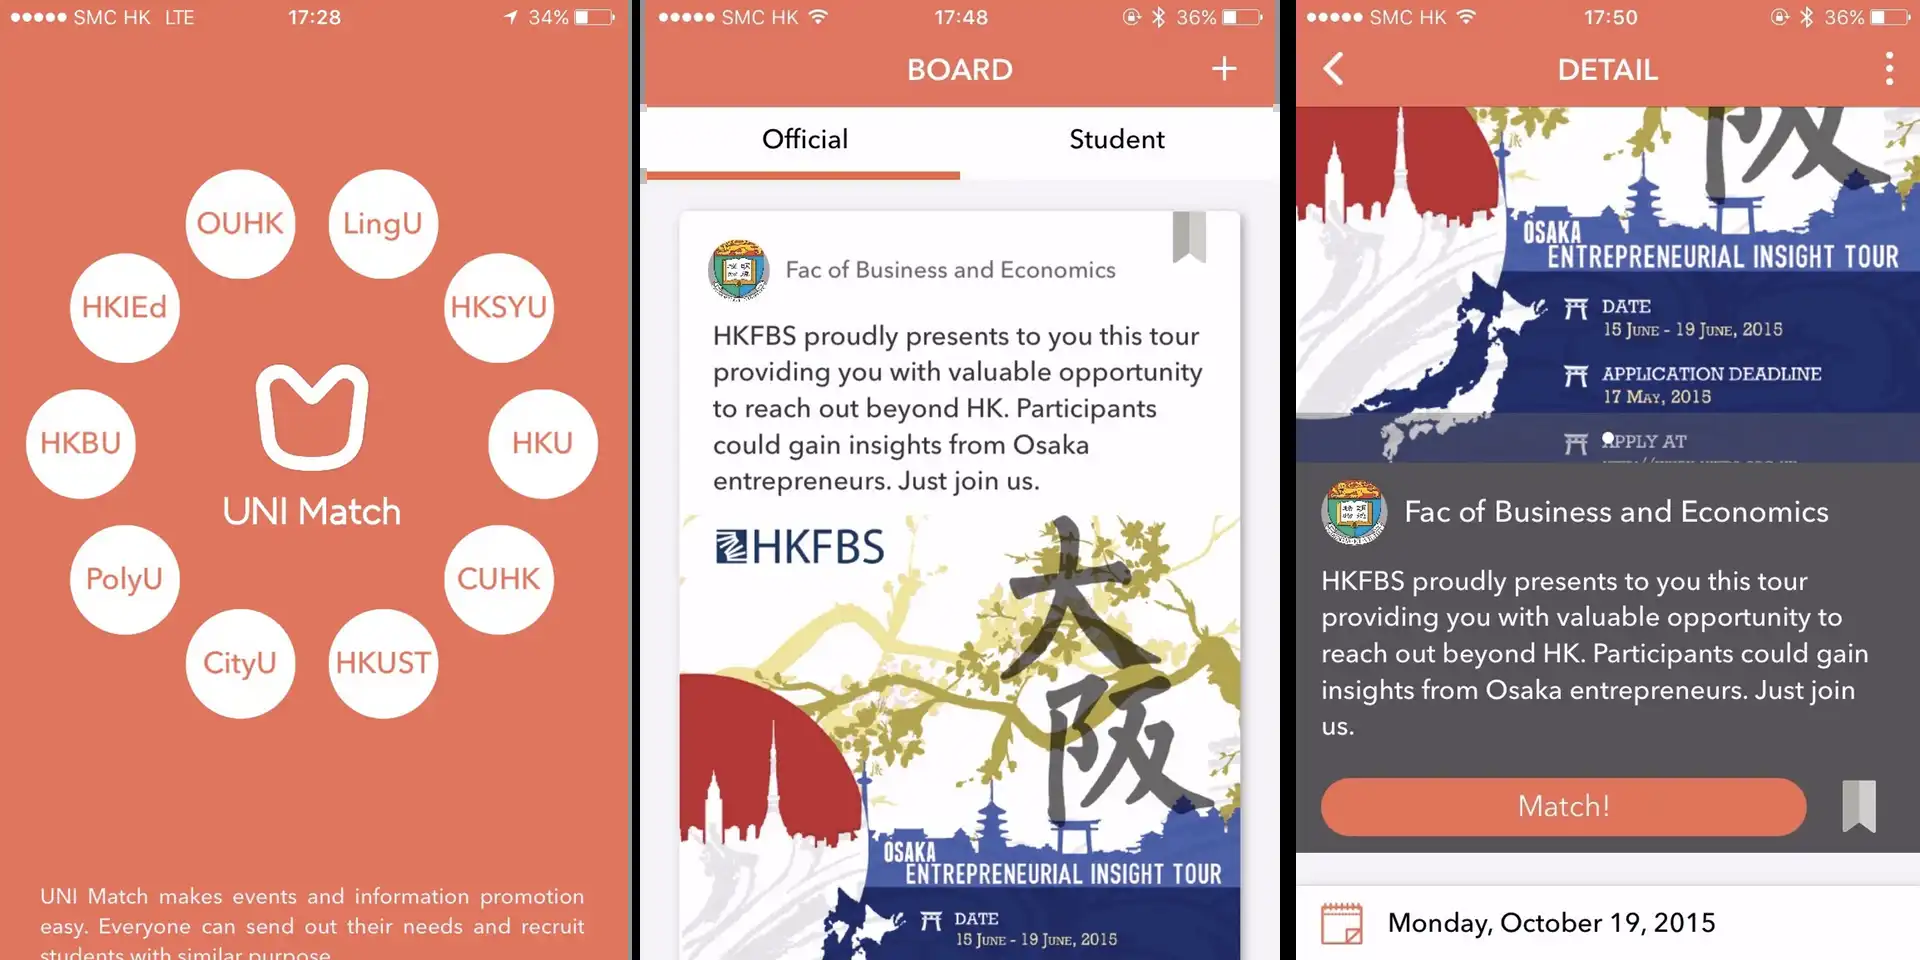 SMC HK LTE 17:28 34%
OUHK LingU
HKIEd HKSYU
HKBU HKU
UNI Match
PolyU CUHK
CityU HKUST
UNI Match makes events and information promotion
easy. Everyone can send out their needs and recruit
students with similar purpose.
SMC HK 17:48 36%
BOARD +
Official Student
Fac of Business and Economics
HKFBS proudly presents to you this tour
providing you with valuable opportunity
to reach out beyond HK. Participants
could gain insights from Osaka
entrepreneurs. Just join us.
HKFBS
大
阪
OSAKA
ENTREPRENEURIAL INSIGHT TOUR
DATE
15 JUNE - 19 JUNE, 2015
SMC HK 17:50 36%
DETAIL
阪
OSAKA
ENTREPRENEURIAL INSIGHT TOUR
DATE
15 JUNE - 19 JUNE, 2015
APPLICATION DEADLINE
17 MAY, 2015
APPLY AT
Fac of Business and Economics
HKFBS proudly presents to you this tour
providing you with valuable opportunity to
reach out beyond HK. Participants could gain
insights from Osaka entrepreneurs. Just join
us.
Match!
Monday, October 19, 2015